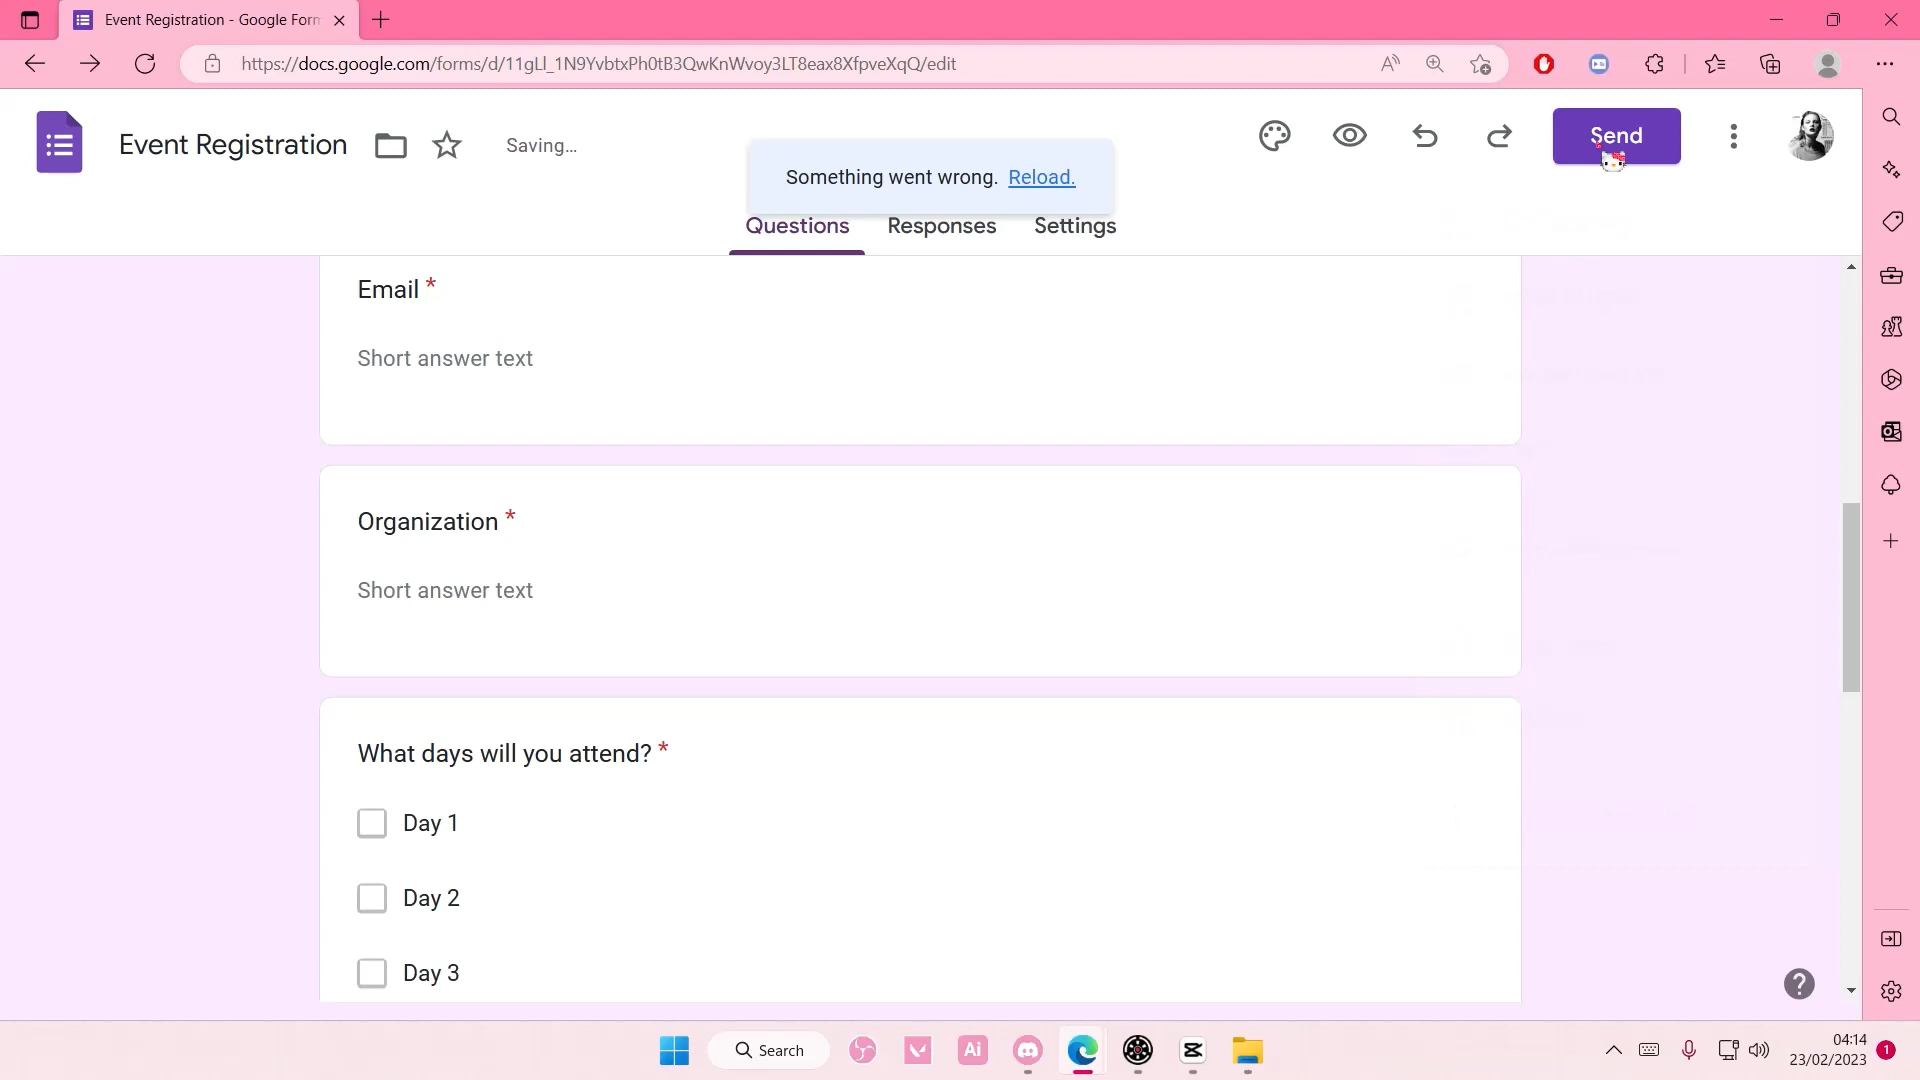 Event Registration - Google Form
https://docs.google.com/forms/d/11gLl_1N9YvbtxPh0tB3QwKnWvoy3LT8eax8XfpveXqQ/edit
Event Registration
Saving...
Something went wrong. Reload.
Send
Questions
Responses
Settings
Email *
Short answer text
Organization *
Short answer text
What days will you attend? *
Day 1
Day 2
Day 3
Search
Ai
04:14
23/02/2023
1